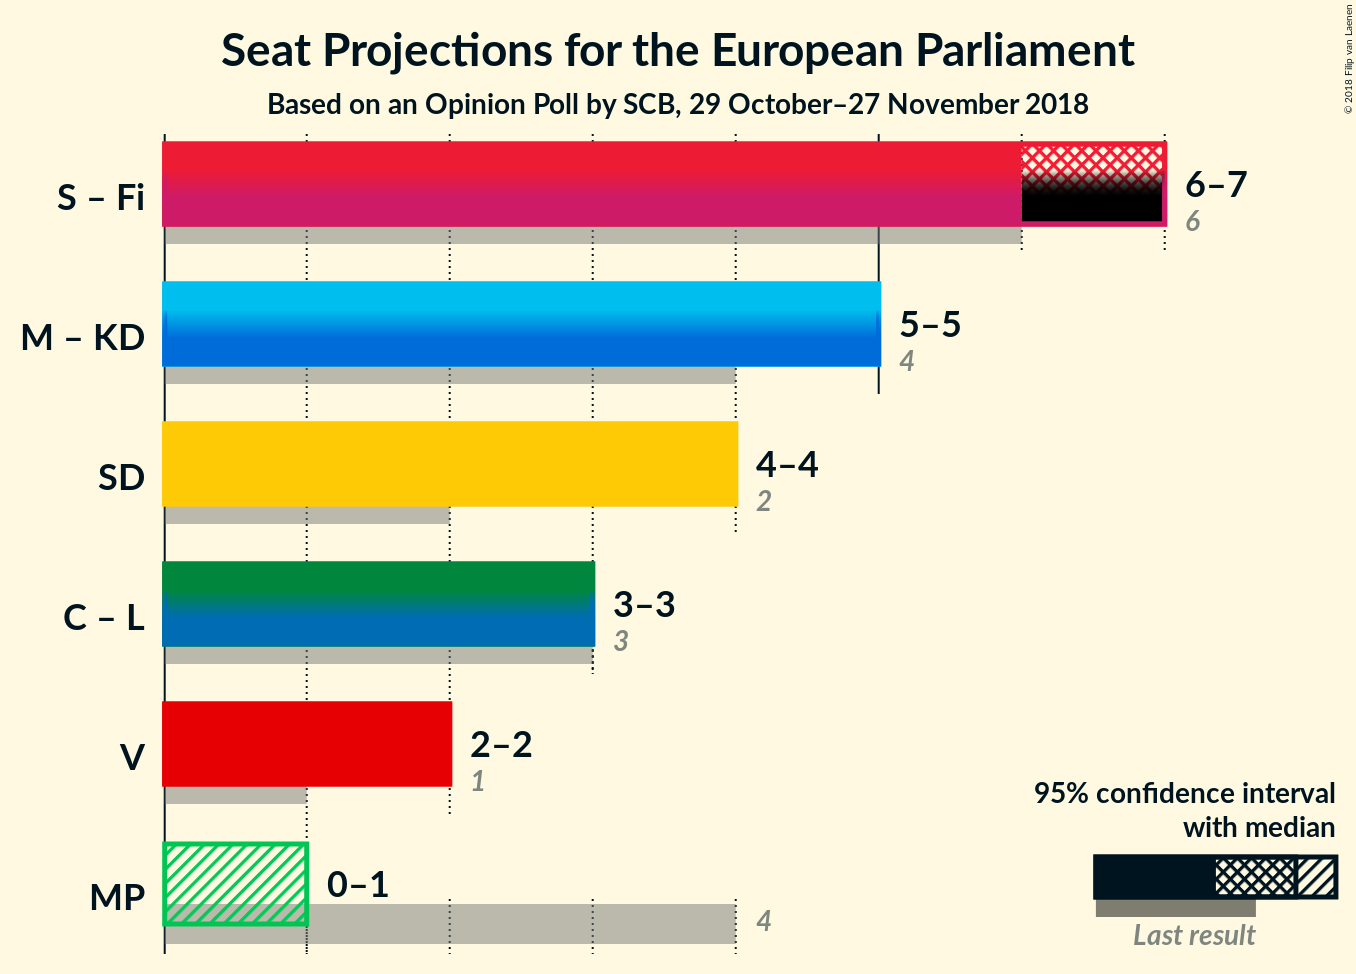 Seat Projections for the European Parliament
Based on an Opinion Poll by SCB, 29 October–27 November 2018
© 2018 Filip van Laenen
S – Fi
6–7
6
M – KD
5–5
4
SD
4–4
2
C – L
3–3
3
V
2–2
1
MP
0–1
4
95% confidence interval
with median
Last result